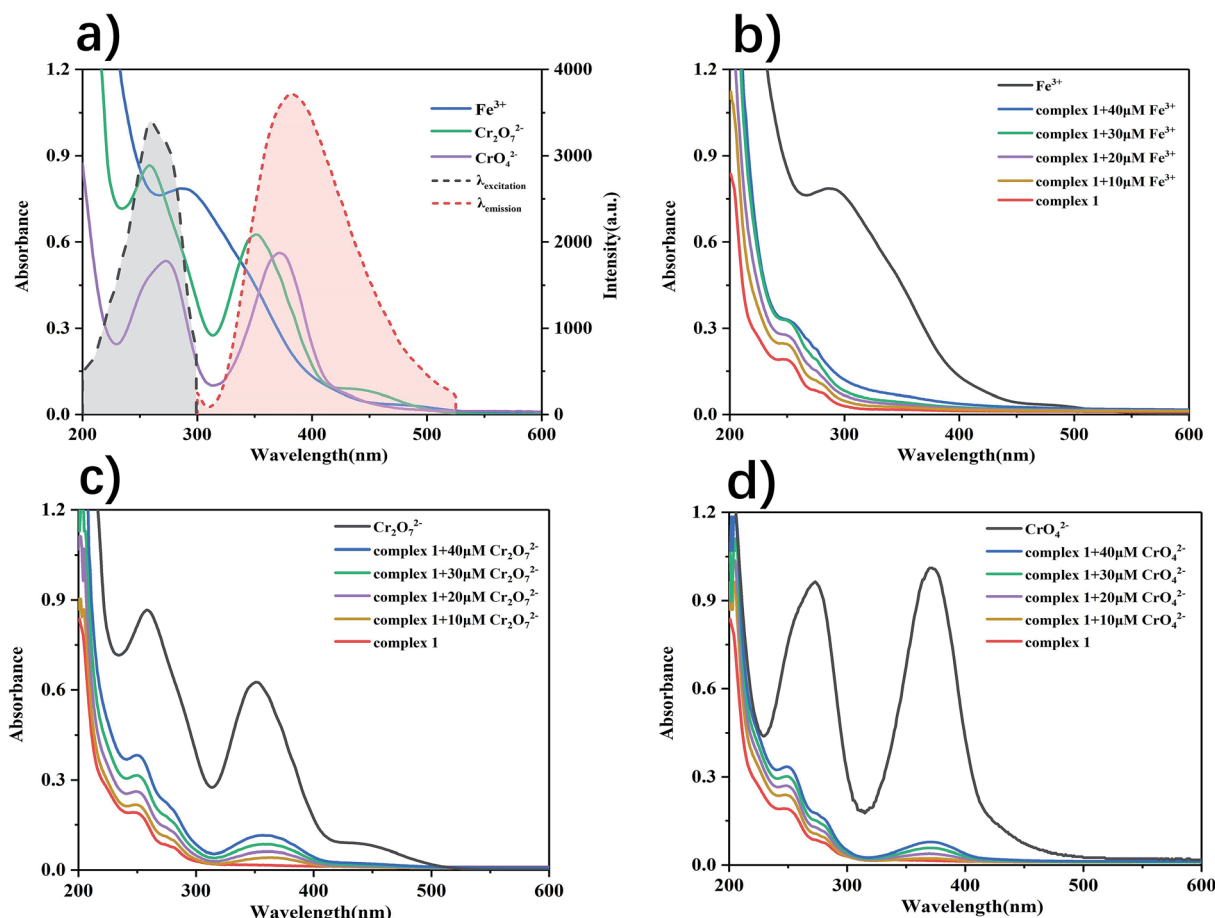 a)
1.2
0.9
0.6
0.3
0.0
Absorbance
4000
3000
2000
1000
0
Intensity(a.u.)
Fe³⁺
Cr₂O₇²⁻
CrO₄²⁻
λexcitation
λemission
200 300 400 500 600
Wavelength(nm)
b)
1.2
0.9
0.6
0.3
0.0
Absorbance
Fe³⁺
complex 1+40μM Fe³⁺
complex 1+30μM Fe³⁺
complex 1+20μM Fe³⁺
complex 1+10μM Fe³⁺
complex 1
200 300 400 500 600
Wavelength(nm)
c)
1.2
0.9
0.6
0.3
0.0
Absorbance
Cr₂O₇²⁻
complex 1+40μM Cr₂O₇²⁻
complex 1+30μM Cr₂O₇²⁻
complex 1+20μM Cr₂O₇²⁻
complex 1+10μM Cr₂O₇²⁻
complex 1
200 300 400 500 600
Wavelength(nm)
d)
1.2
0.9
0.6
0.3
0.0
Absorbance
CrO₄²⁻
complex 1+40μM CrO₄²⁻
complex 1+30μM CrO₄²⁻
complex 1+20μM CrO₄²⁻
complex 1+10μM CrO₄²⁻
complex 1
200 300 400 500 600
Wavelength(nm)